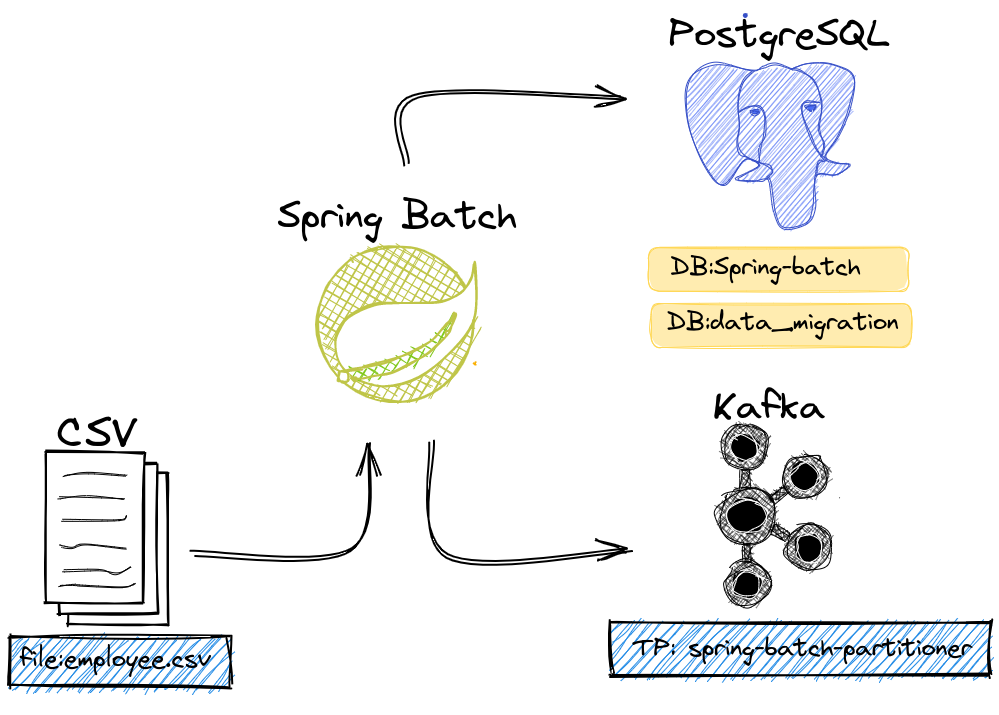 PostgreSQL
Spring Batch
DB:Spring-batch
DB:data_migration
Kafka
CSV
file:employee.csv
TP: spring-batch-partitioner